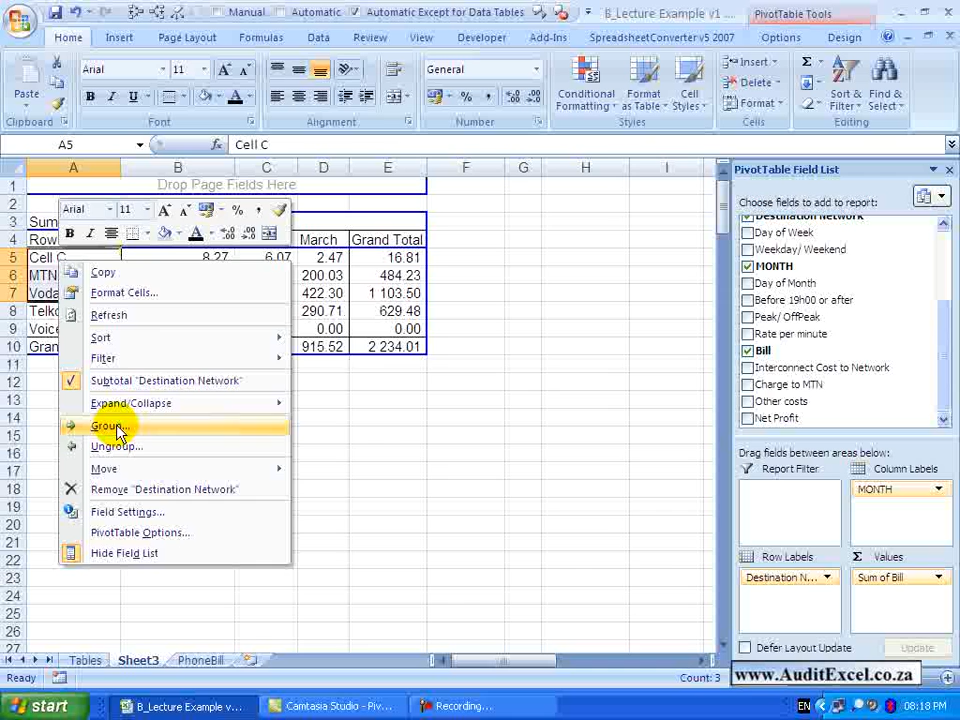 Manual Automatic Automatic Except for Data Tables B_Lecture Example v1 ... PivotTable Tools
Home Insert Page Layout Formulas Data Review View Developer Add-Ins SpreadsheetConverter v5 2007 Options Design
Paste Arial 11 General Conditional Formatting Format as Table Cell Styles Insert Delete Format Sort & Filter Find & Select
Clipboard Font Alignment Number Styles Cells Editing
A5 fx Cell C
A B C D E F G H I
1 Drop Page Fields Here
2
3 Sum
4 Row March Grand Total
5 Cell C 8.27 6.07 2.47 16.81
6 MTN 200.03 484.23
7 Voda 422.30 1 103.50
8 Telko 290.71 629.48
9 Voice 0.00 0.00
10 Gran 915.52 2 234.01
11
12
13
14
15
16
17
18
19
20
21
22
23
24
25
26
27
Arial 11
Copy
Format Cells...
Refresh
Sort
Filter
Subtotal "Destination Network"
Expand/Collapse
Group...
Ungroup...
Move
Remove "Destination Network"
Field Settings...
PivotTable Options...
Hide Field List
PivotTable Field List
Choose fields to add to report:
Destination Network
Day of Week
Weekday/ Weekend
MONTH
Day of Month
Before 19h00 or after
Peak/ OffPeak
Rate per minute
Bill
Interconnect Cost to Network
Charge to MTN
Other costs
Net Profit
Drag fields between areas below:
Report Filter Column Labels
MONTH
Row Labels Σ Values
Destination N... Sum of Bill
Defer Layout Update Update
Tables Sheet3 PhoneBill
Ready Count: 3
www.AuditExcel.co.za
start B_Lecture Example v... Camtasia Studio - Piv... Recording... EN 08:18 PM